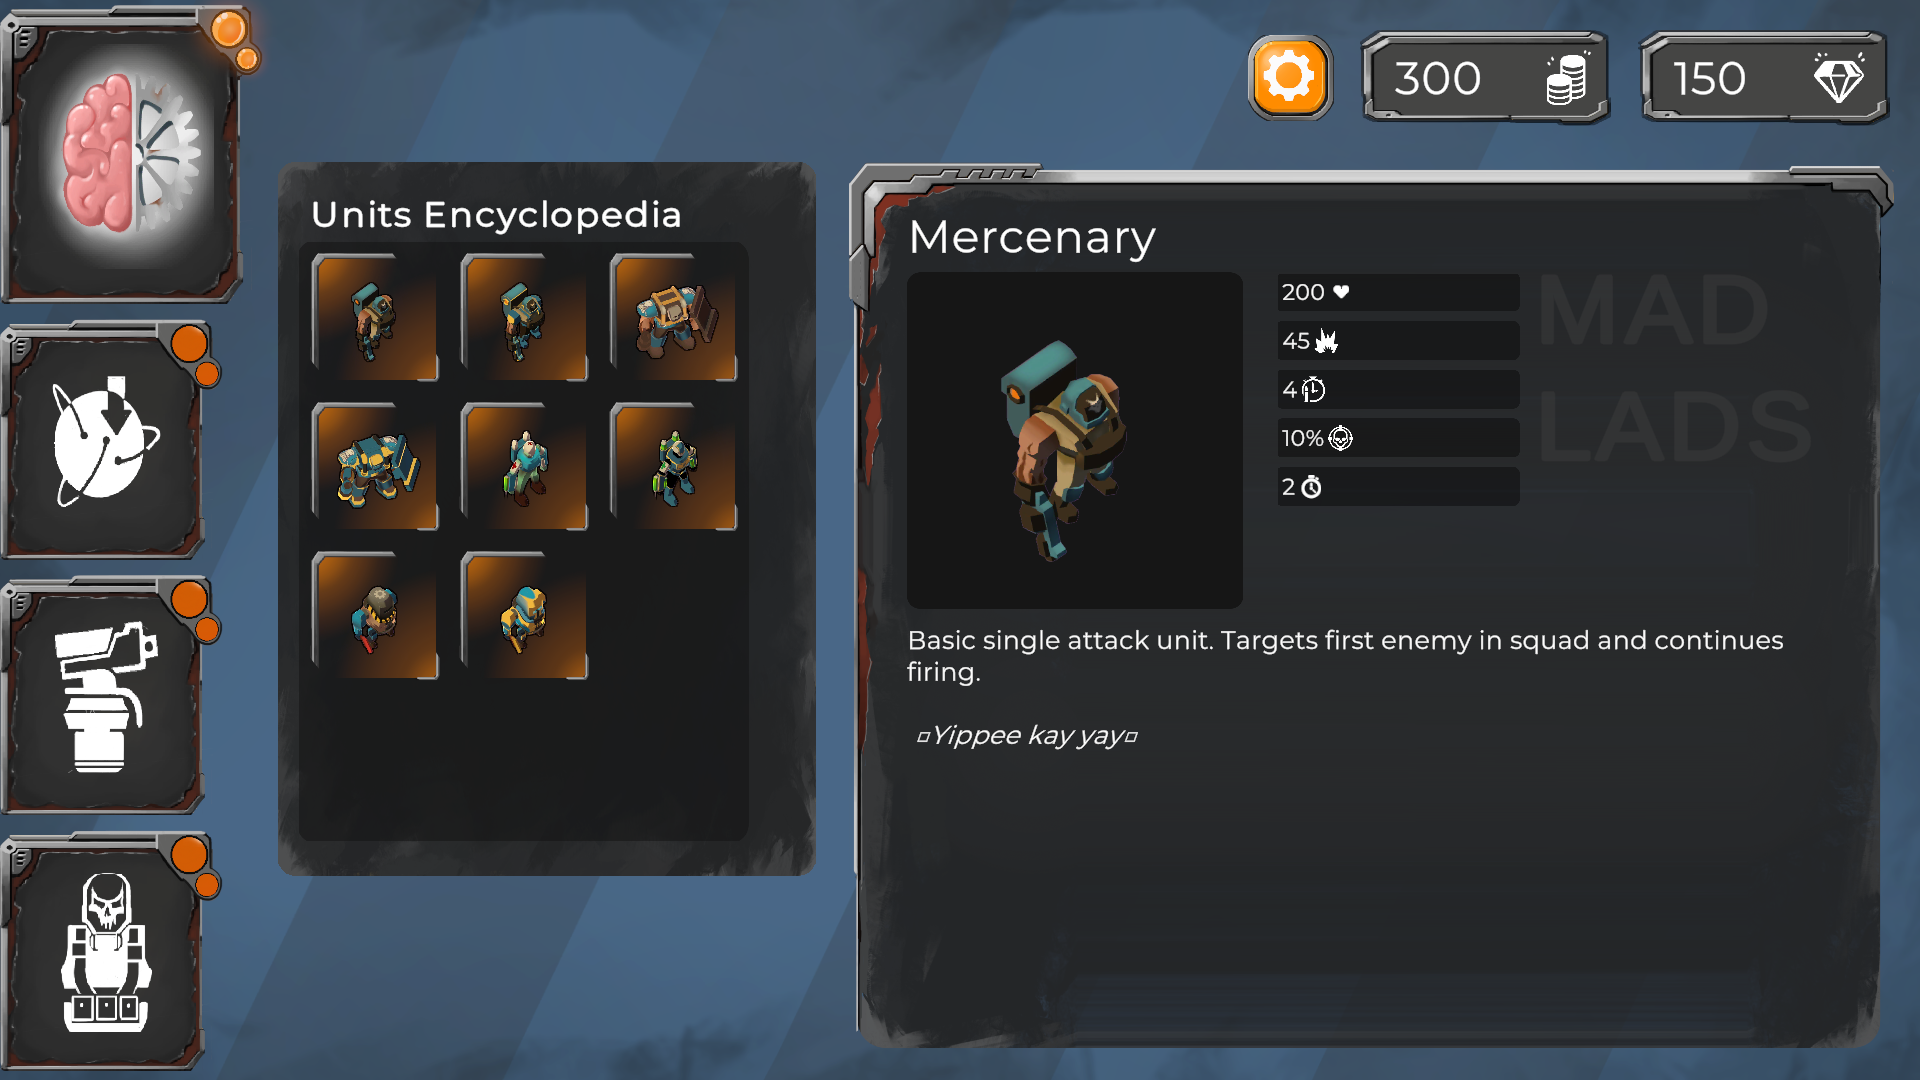 300
150
Units Encyclopedia
Mercenary
200
45
4
10%
2
MAD
LADS
Basic single attack unit. Targets first enemy in squad and continues
firing.
▯Yippee kay yay▯